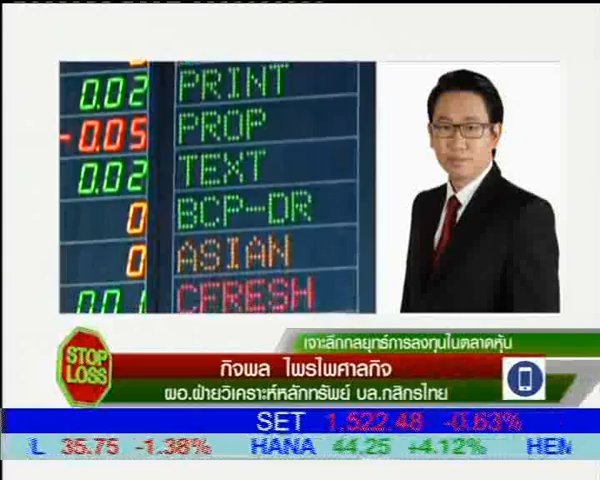 0.02 PRINT
-0.05 PROP
0.02 TEXT
0 BCP-DR
0 ASIAN
CERESH
เจาะลึกกลยุทธ์การลงทุนในตลาดหุ้น
STOP
LOSS
กิจพล ไพรไพศาลกิจ
ผอ.ฝ่ายวิเคราะห์หลักทรัพย์ บล.กสิกรไทย
SET 1,522.48 -0.63%
L 35.75 -1.38% HANA 44.25 +4.12% HEN